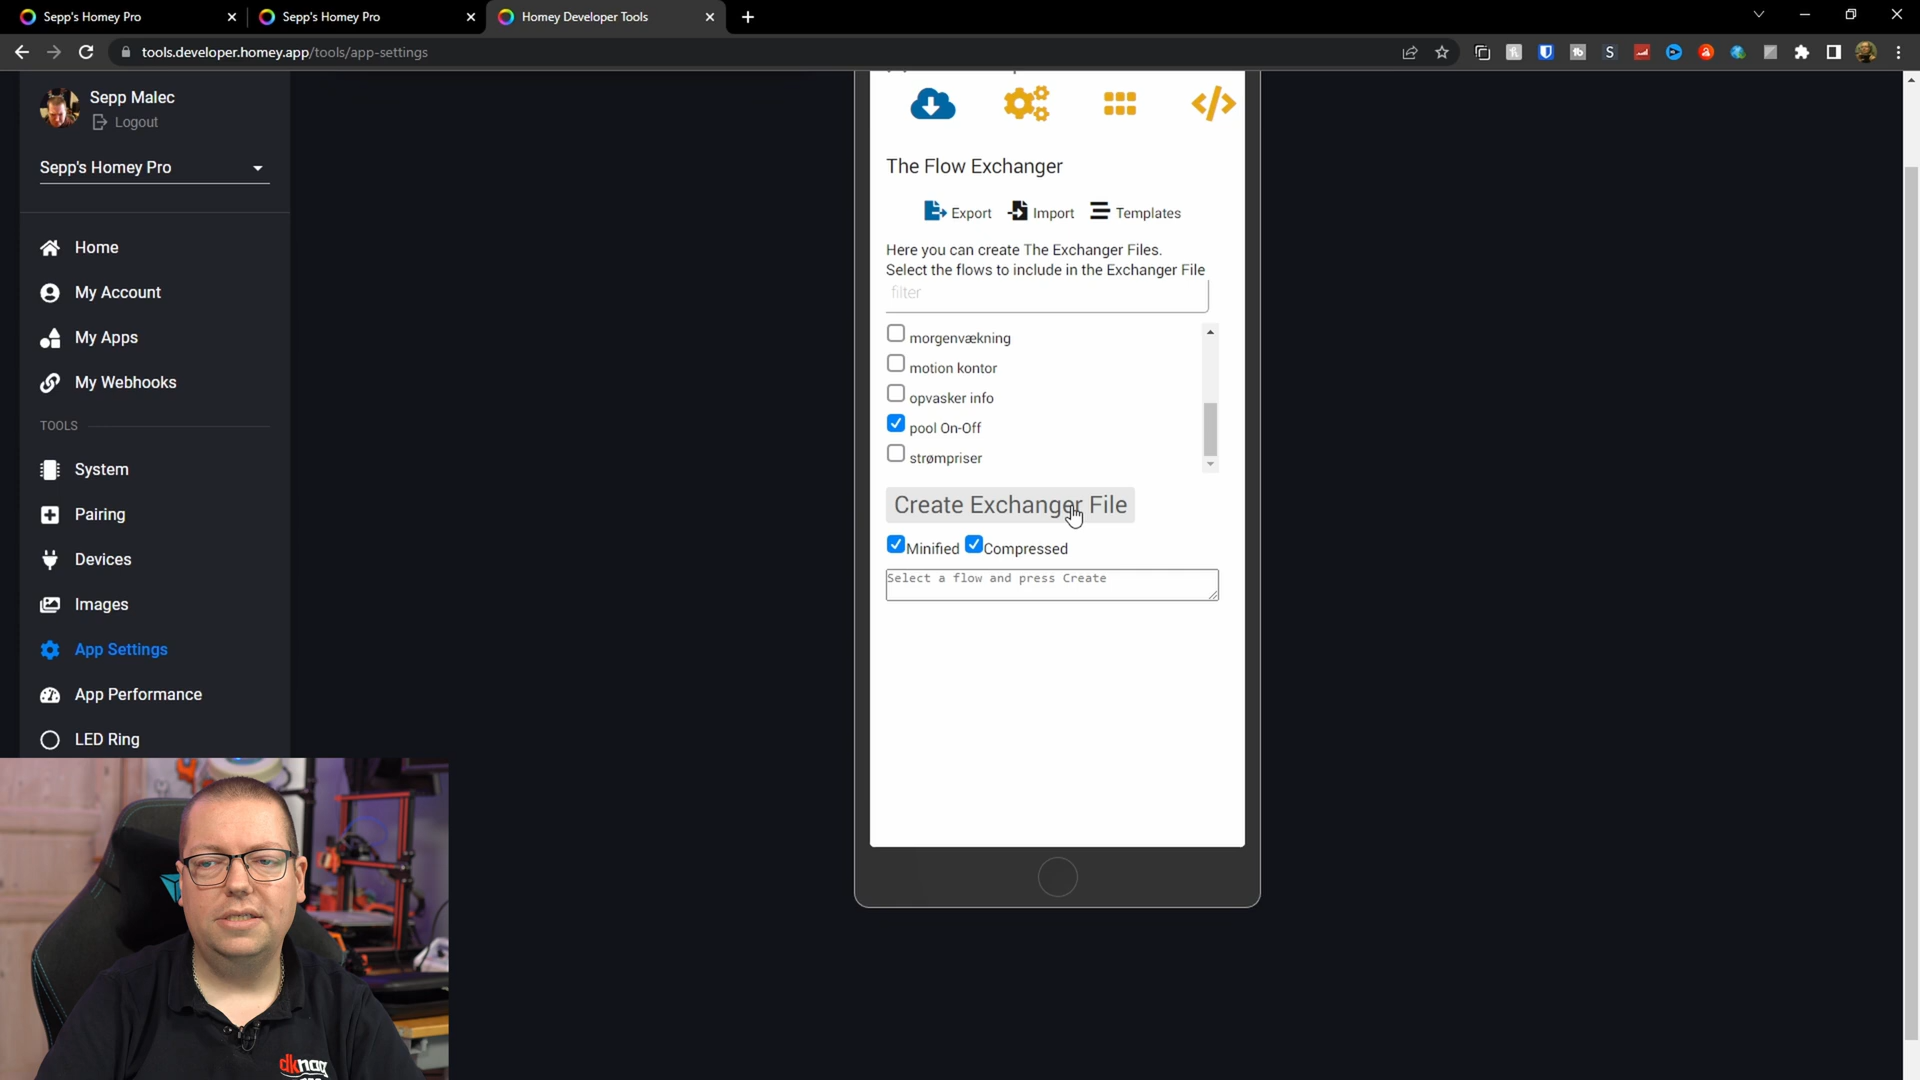 Sepp's Homey Pro
Sepp's Homey Pro
Homey Developer Tools
tools.developer.homey.app/tools/app-settings
Sepp Malec
Logout
Sepp's Homey Pro
Home
My Account
My Apps
My Webhooks
TOOLS
System
Pairing
Devices
Images
App Settings
App Performance
LED Ring
The Flow Exchanger
Export Import Templates
Here you can create The Exchanger Files.
Select the flows to include in the Exchanger File
filter
morgenvækning
motion kontor
opvasker info
pool On-Off
strømpriser
Create Exchanger File
Minified Compressed
Select a flow and press Create